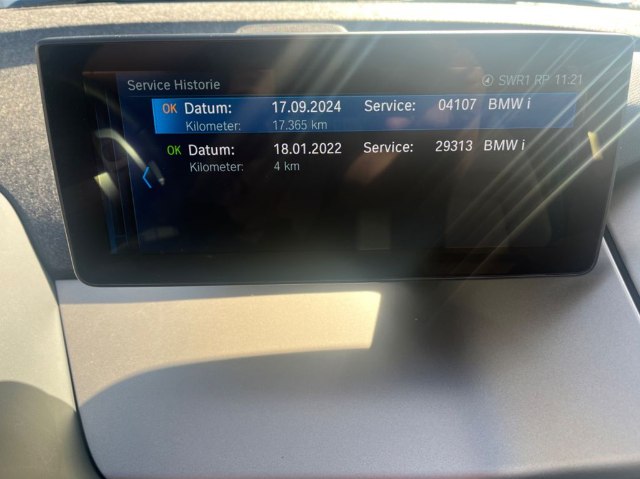 Service Historie SWR1 RP 11:21
OK Datum: 17.09.2024 Service: 04107 BMW i
Kilometer: 17.365 km
OK Datum: 18.01.2022 Service: 29313 BMW i
Kilometer: 4 km